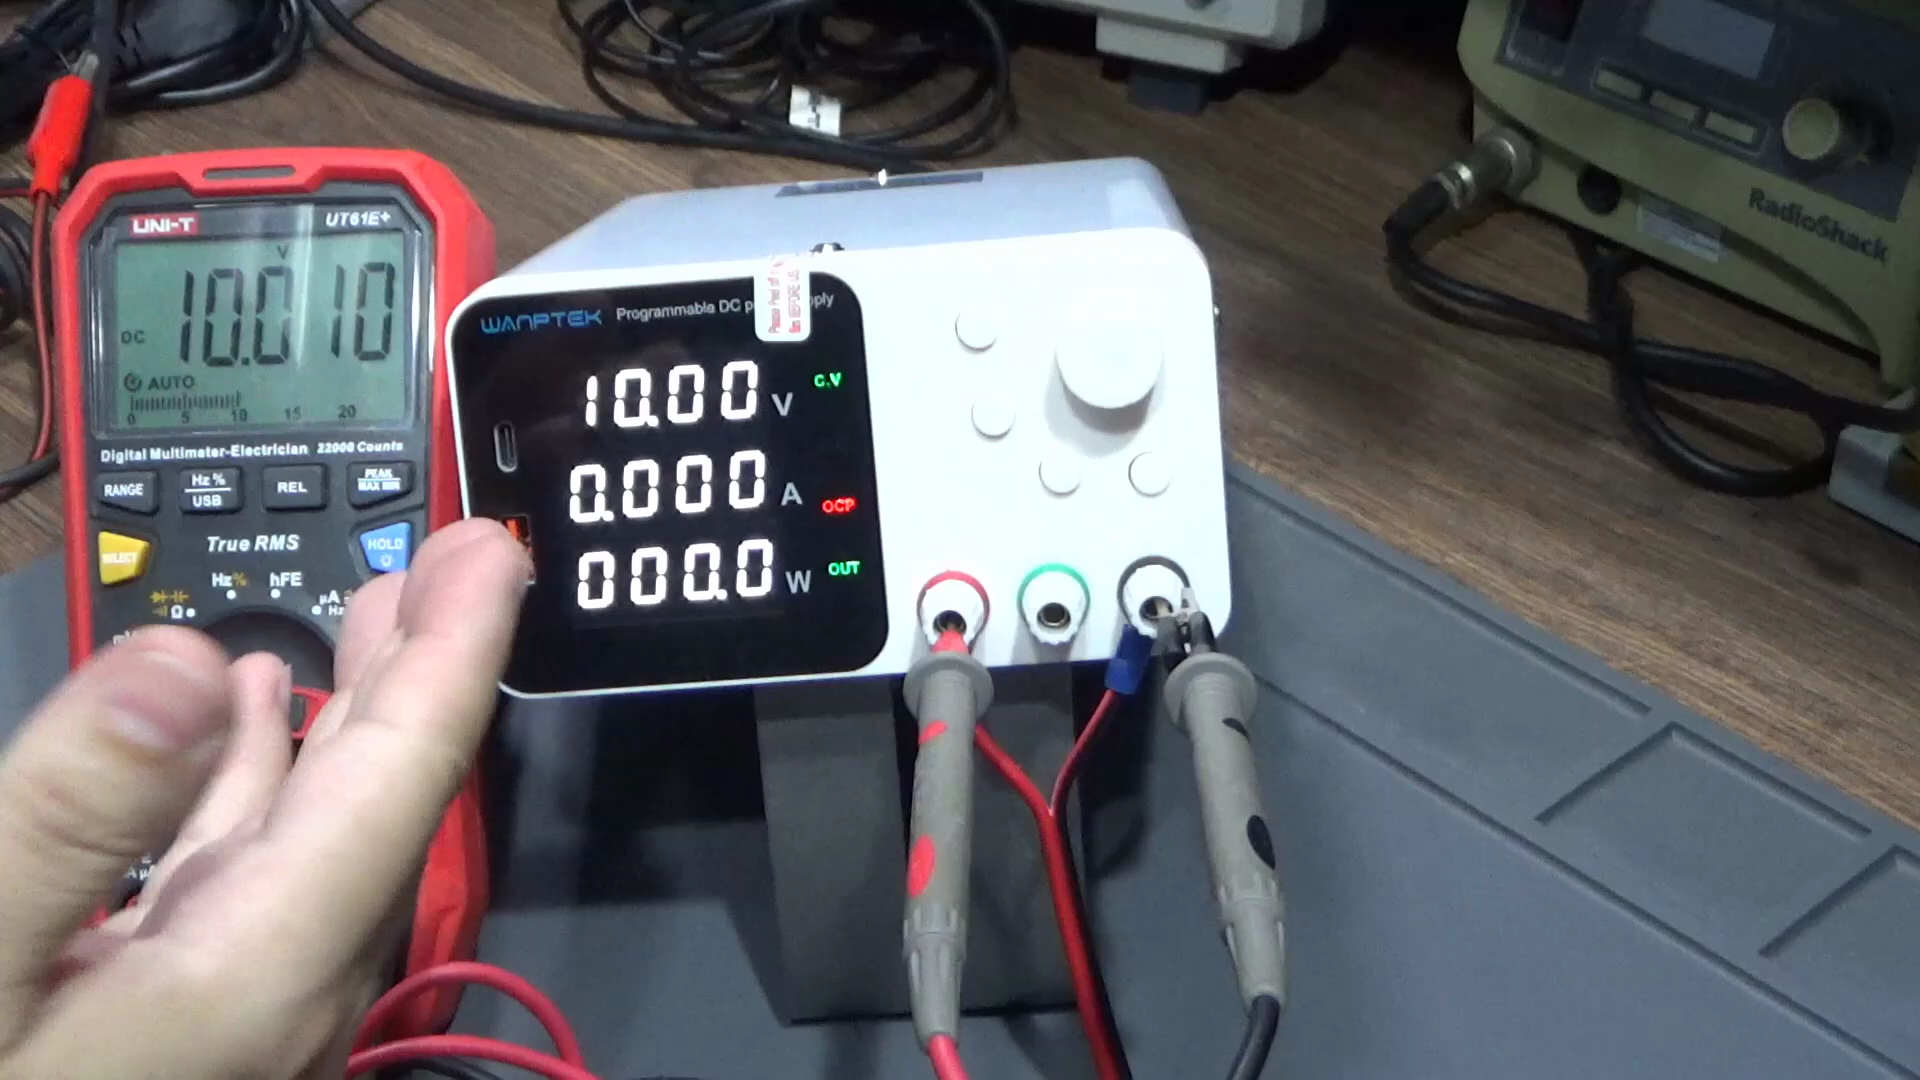 UNI-T UT61E+
V
DC 10.010
AUTO
0 5 10 15 20
Digital Multimeter-Electrician 22000 Counts
RANGE Hz % USB REL PEAK MAX MIN
SELECT True RMS HOLD
Hz% hFE
Ω µA
Hz
WANPTEK Programmable DC
10.00 V C.V
0.000 A OCP
000.0 W OUT
RadioShack